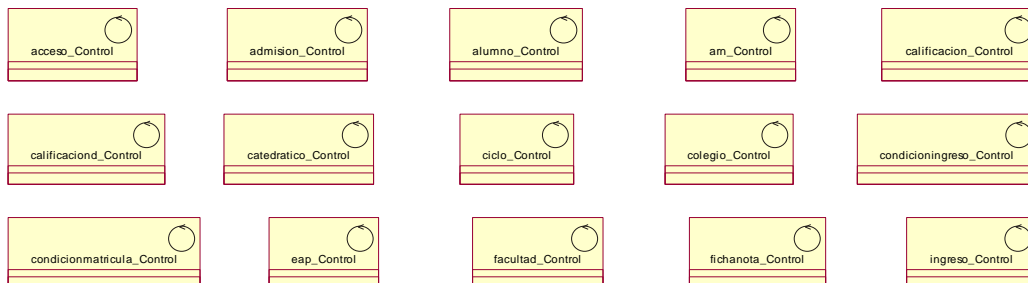 acceso_Control
admision_Control
alumno_Control
am_Control
calificacion_Control
calificaciond_Control
catedratico_Control
ciclo_Control
colegio_Control
condicioningreso_Control
condicionmatricula_Control
eap_Control
facultad_Control
fichanota_Control
ingreso_Control